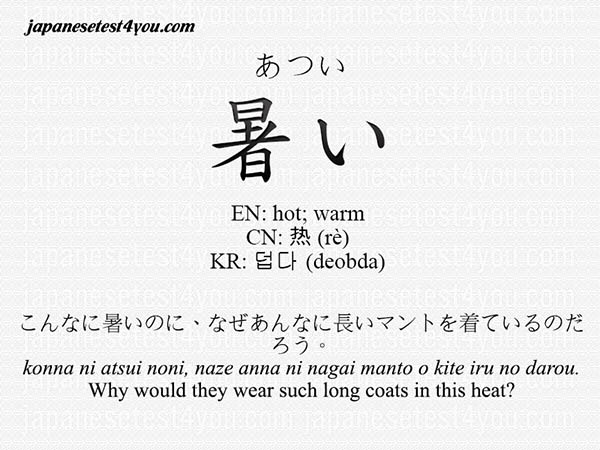 japanesetest4you.com
あつい
暑い
EN: hot; warm
CN: 热 (rè)
KR: 덥다 (deobda)
こんなに暑いのに、なぜあんなに長いマントを着ているのだ
ろう。
konna ni atsui noni, naze anna ni nagai manto o kite iru no darou.
Why would they wear such long coats in this heat?